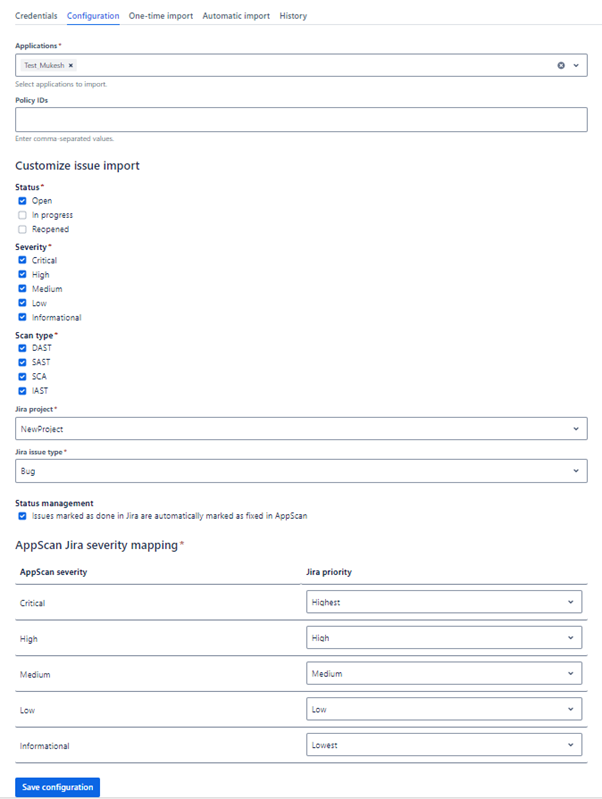 Credentials Configuration One-time import Automatic import History
Applications*
Test_Mukesh ×
Select applications to import.
Policy IDs
Enter comma-separated values.
Customize issue import
Status*
Open
In progress
Reopened
Severity*
Critical
High
Medium
Low
Informational
Scan type*
DAST
SAST
SCA
IAST
Jira project*
NewProject
Jira issue type*
Bug
Status management
Issues marked as done in Jira are automatically marked as fixed in AppScan
AppScan Jira severity mapping*
AppScan severity Jira priority
Critical Highest
High High
Medium Medium
Low Low
Informational Lowest
Save configuration